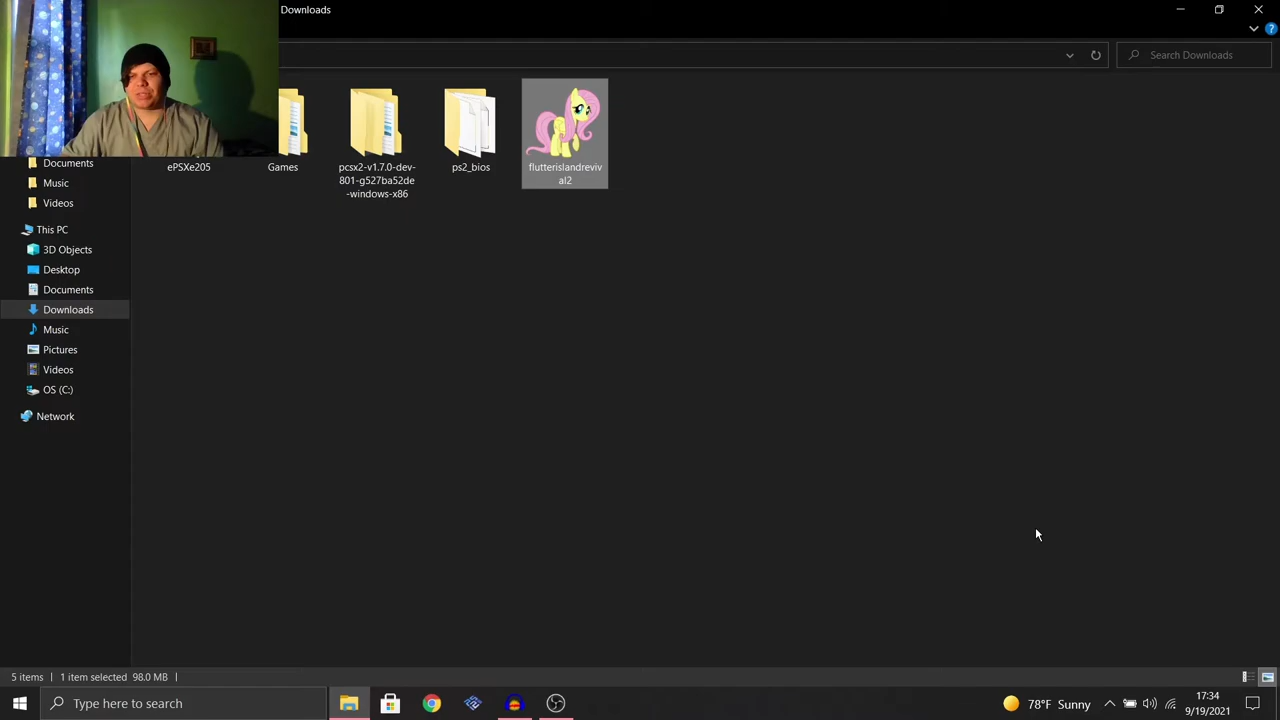 Downloads
Search Downloads
ePSXe205
Games
pcsx2-v1.7.0-dev-
801-g527ba52de
-windows-x86
ps2_bios
flutterislandreviv
al2
Documents
Music
Videos
This PC
3D Objects
Desktop
Documents
Downloads
Music
Pictures
Videos
OS (C:)
Network
5 items
1 item selected 98.0 MB
Type here to search
78°F Sunny
17:34
9/19/2021